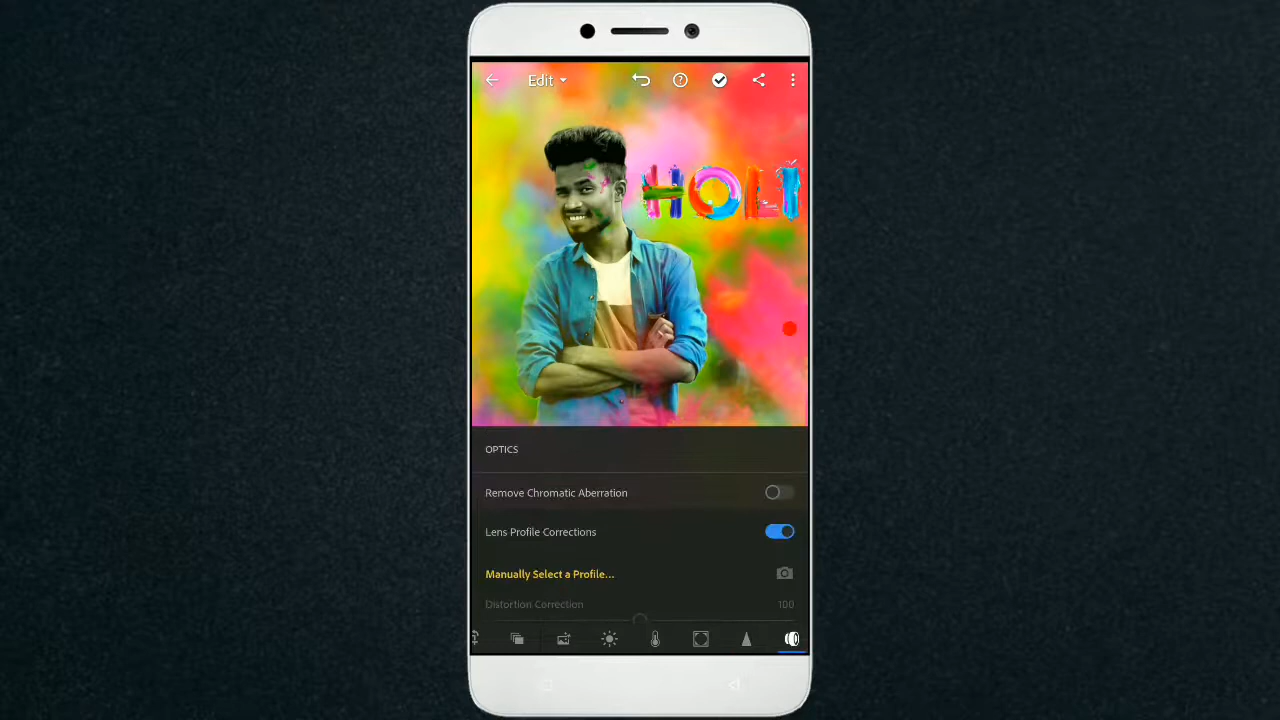 Edit
HOLI
OPTICS
Remove Chromatic Aberration
Lens Profile Corrections
Manually Select a Profile...
Distortion Correction 100